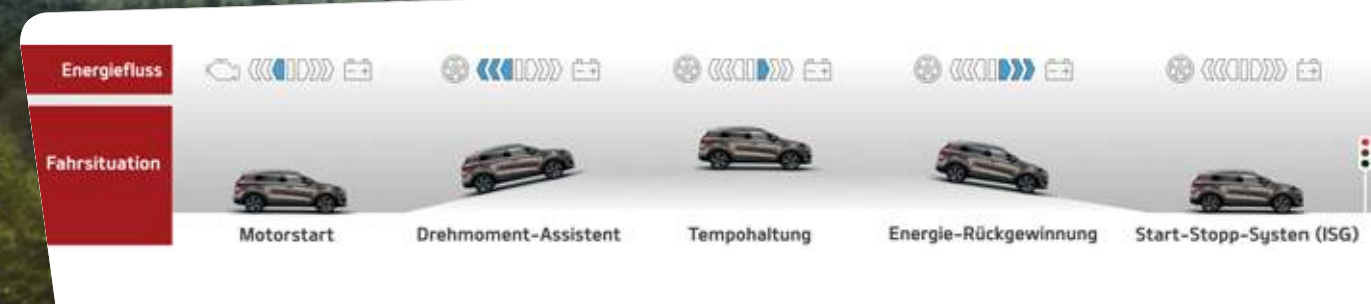 Energiefluss
Fahrsituation
Motorstart
Drehmoment-Assistent
Tempohaltung
Energie-Rückgewinnung
Start-Stopp-Systen (ISG)